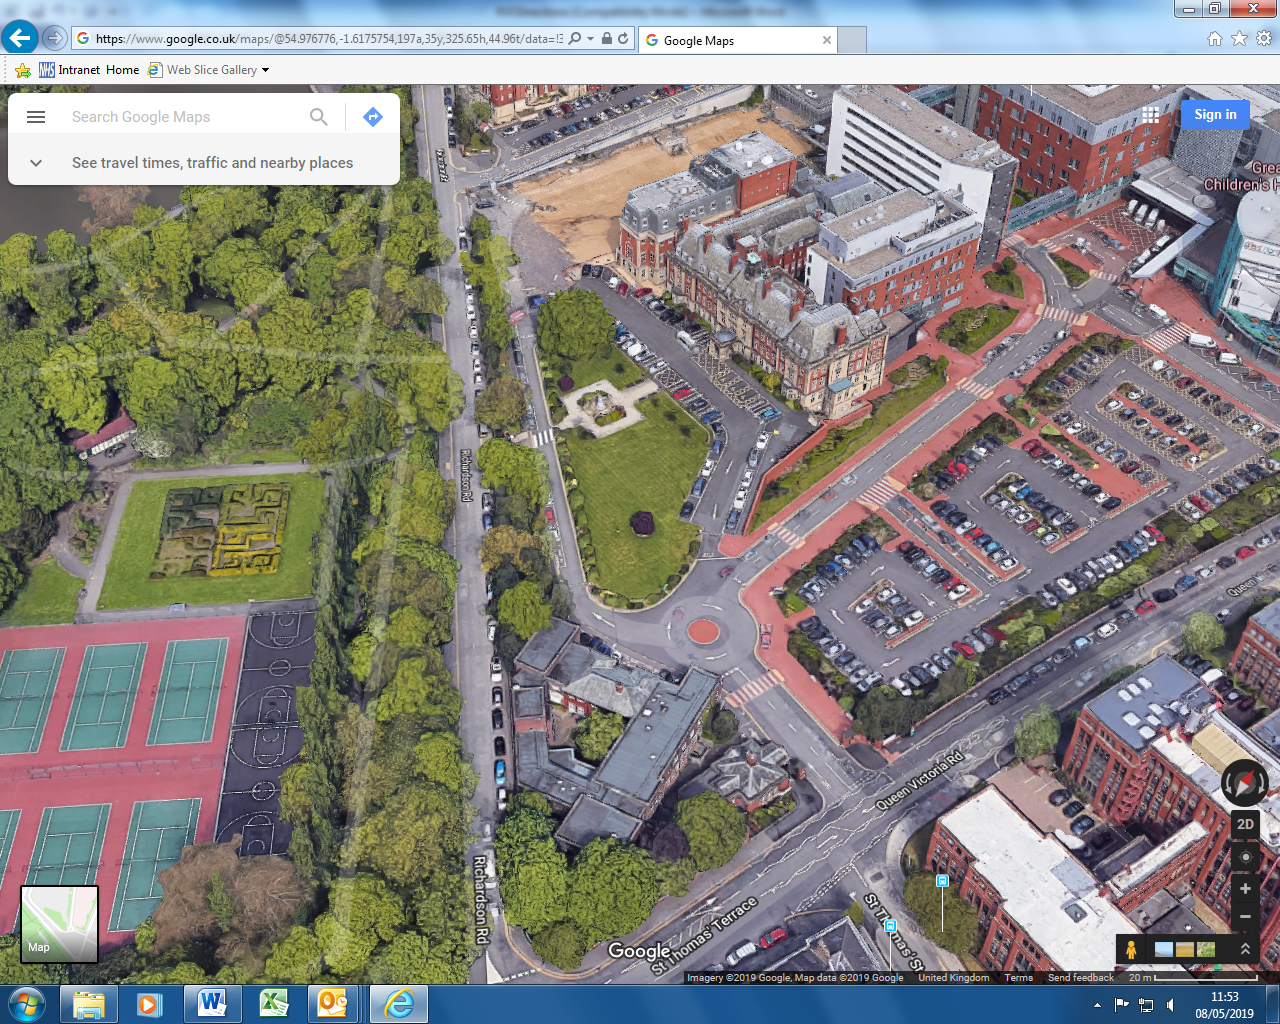 https://www.google.co.uk/maps/@54.976776,-1.6175754,197a,35y,325.65h,44.96t/data=!3
Google Maps
Intranet
Home
Web Slice Gallery
Search Google Maps
See travel times, traffic and nearby places
Sign in
Grea
Children's H
Richardson Rd
Queen
Queen Victoria Rd
Richardson Rd
St Thomas' Terrace
St Thomas' St
2D
Map
Google
Imagery ©2019 Google, Map data ©2019 Google United Kingdom Terms Send feedback 20 m
11:53
08/05/2019